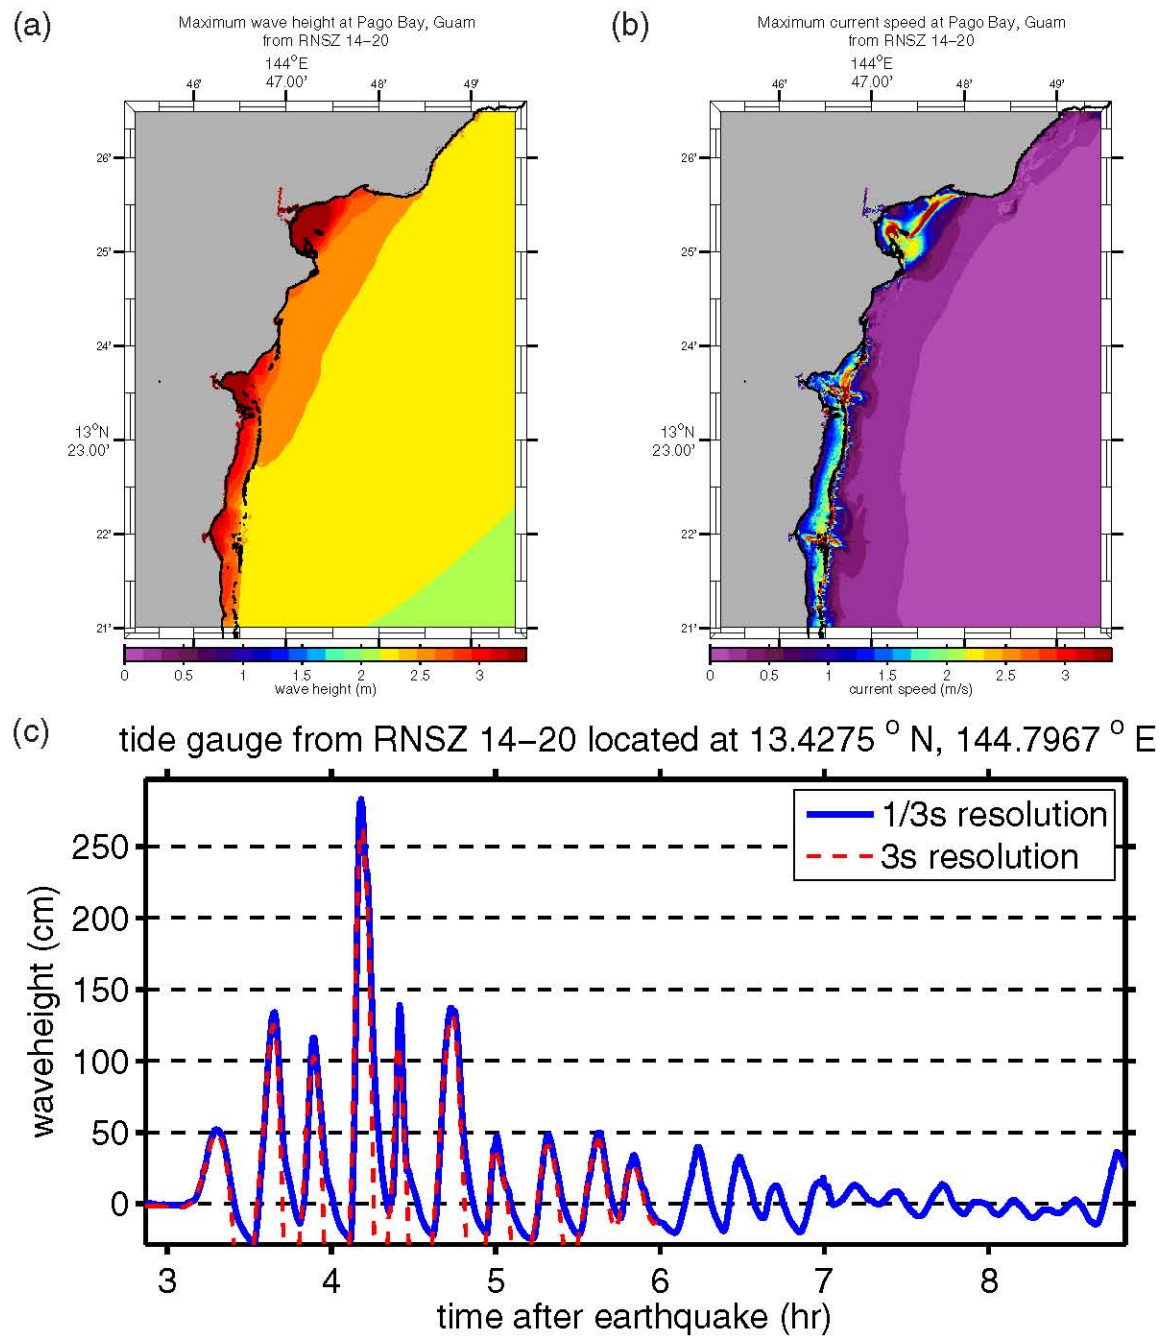 (a)
Maximum wave height at Pago Bay, Guam
from RNSZ 14−20
144°E
46' 47.00' 48' 49'
26'
25'
24'
13°N
23.00'
22'
21'
0 0.5 1 1.5 2 2.5 3
wave height (m)
(b)
Maximum current speed at Pago Bay, Guam
from RNSZ 14−20
144°E
46' 47.00' 48' 49'
26'
25'
24'
13°N
23.00'
22'
21'
0 0.5 1 1.5 2 2.5 3
current speed (m/s)
(c)
tide gauge from RNSZ 14−20 located at 13.4275 ° N, 144.7967 ° E
1/3s resolution
3s resolution
250
200
150
100
50
0
waveheight (cm)
3 4 5 6 7 8
time after earthquake (hr)